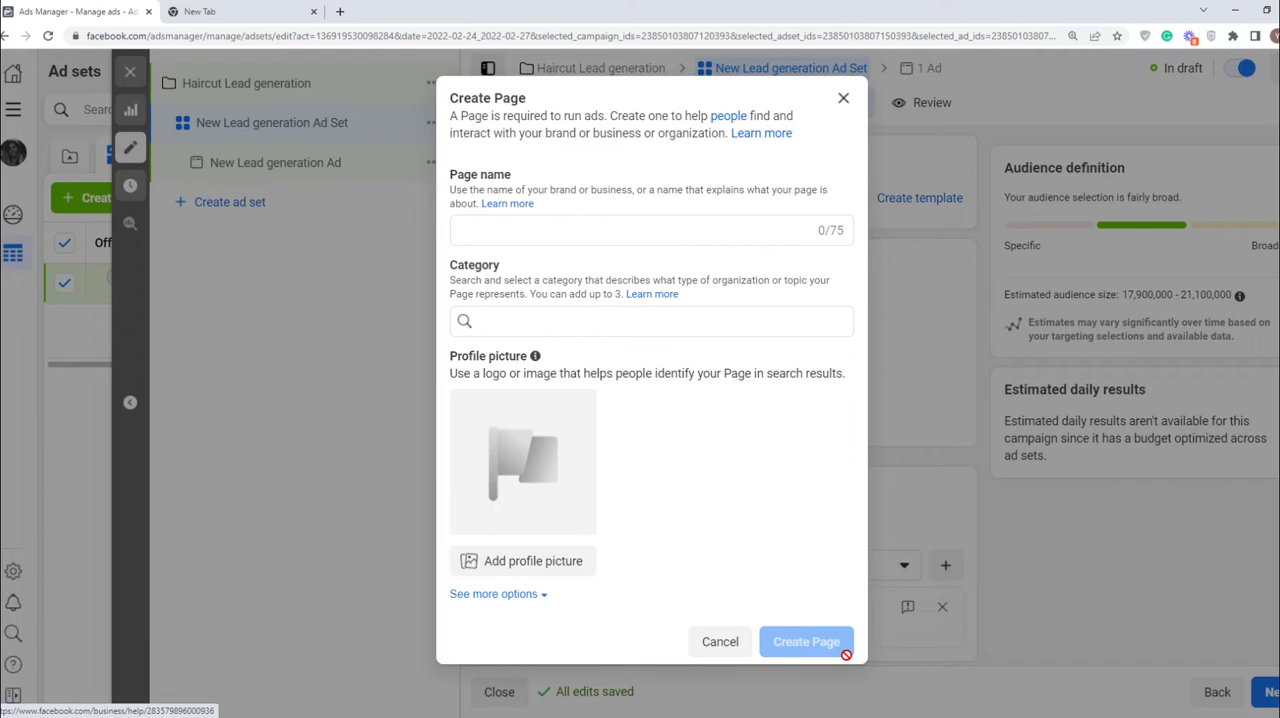 Ads Manager - Manage ads - Ad
New Tab
facebook.com/adsmanager/manage/adsets/edit?act=136919530098284&date=2022-02-24_2022-02-27&selected_campaign_ids=23850103807120393&selected_adset_ids=23850103807150393&selected_ad_ids=23850103807...
Ad sets
Haircut Lead generation
Haircut Lead generation
New Lead generation Ad Set
1 Ad
In draft
Searc
New Lead generation Ad Set
Review
New Lead generation Ad
Creat
Create ad set
Off
Create Page
A Page is required to run ads. Create one to help people find and
interact with your brand or business or organization. Learn more
Page name
Use the name of your brand or business, or a name that explains what your page is
about. Learn more
0/75
Category
Search and select a category that describes what type of organization or topic your
Page represents. You can add up to 3. Learn more
Profile picture
Use a logo or image that helps people identify your Page in search results.
Add profile picture
See more options
Cancel
Create Page
Create template
Audience definition
Your audience selection is fairly broad.
Specific
Broad
Estimated audience size: 17,900,000 - 21,100,000
Estimates may vary significantly over time based on
your targeting selections and available data.
Estimated daily results
Estimated daily results aren't available for this
campaign since it has a budget optimized across
ad sets.
Close
All edits saved
Back
Ne
ttps://www.facebook.com/business/help/283579896000936